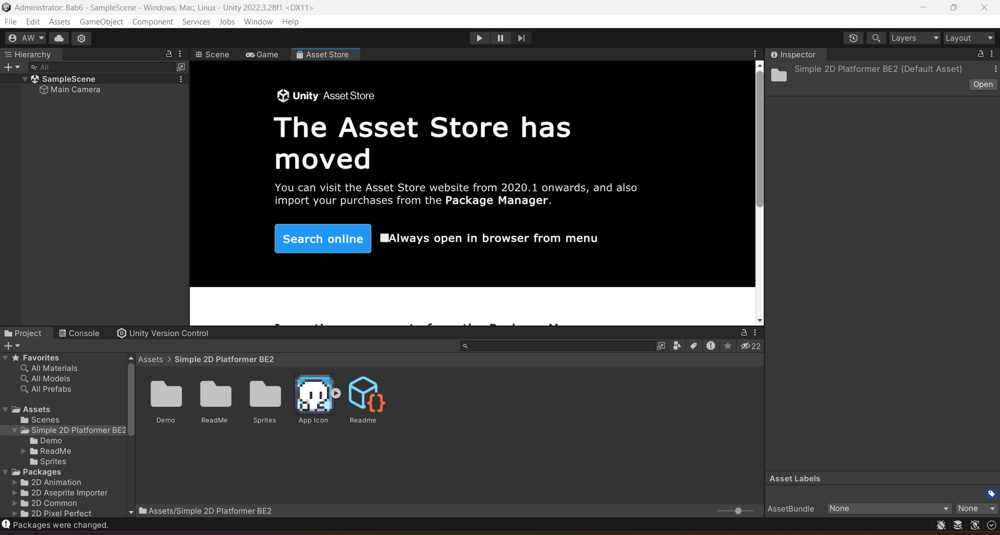 Administrator: Bab6 - SampleScene - Windows, Mac, Linux - Unity 2022.3.28f1 <DX11>
File Edit Assets GameObject Component Services Jobs Window Help
AW Layers Layout
Hierarchy
All
SampleScene
Main Camera
Scene Game Asset Store
Unity Asset Store
The Asset Store has
moved
You can visit the Asset Store website from 2020.1 onwards, and also
import your purchases from the Package Manager.
Search online Always open in browser from menu
Inspector
Simple 2D Platformer BE2 (Default Asset)
Open
Project Console Unity Version Control
22
Favorites
All Materials
All Models
All Prefabs
Assets
Scenes
Simple 2D Platformer BE2
Demo
ReadMe
Sprites
Packages
2D Animation
2D Aseprite Importer
2D Common
2D Pixel Perfect
Assets > Simple 2D Platformer BE2
Demo ReadMe Sprites App Icon Readme
Assets/Simple 2D Platformer BE2
Asset Labels
AssetBundle None None
Packages were changed.